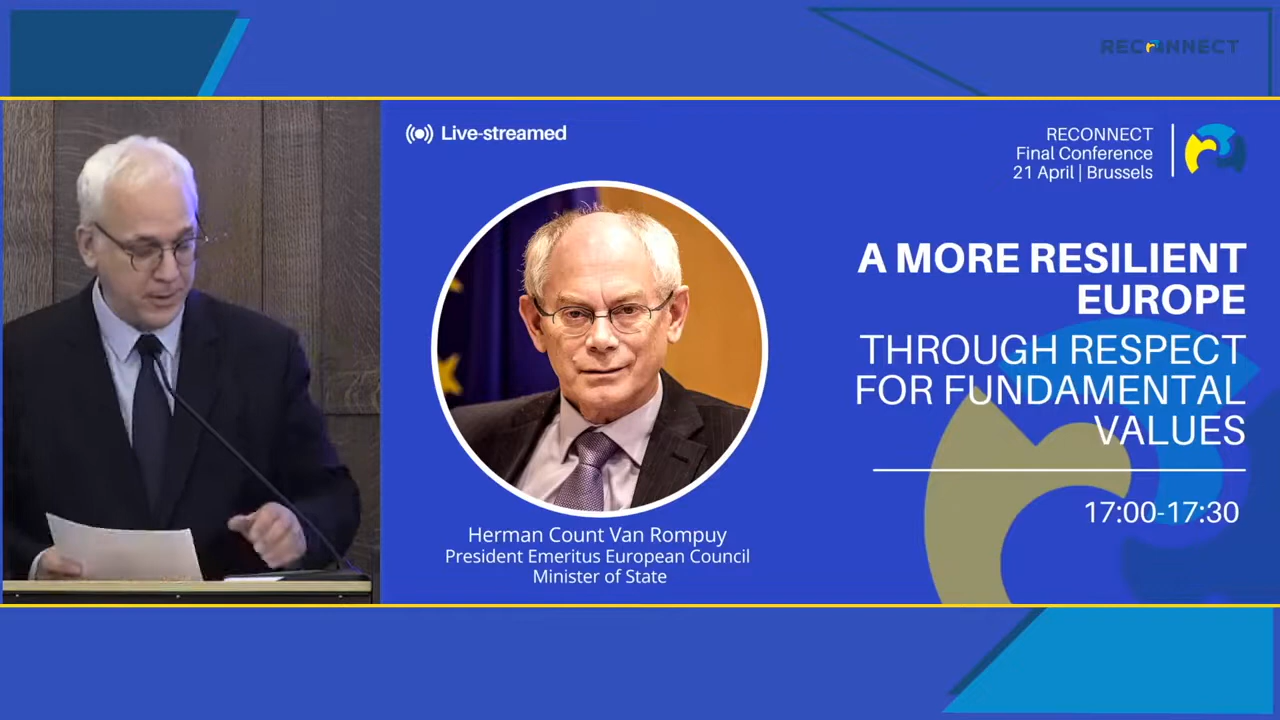 RECONNECT
Live-streamed
RECONNECT
Final Conference
21 April | Brussels
A MORE RESILIENT
EUROPE
THROUGH RESPECT
FOR FUNDAMENTAL
VALUES
17:00-17:30
Herman Count Van Rompuy
President Emeritus European Council
Minister of State